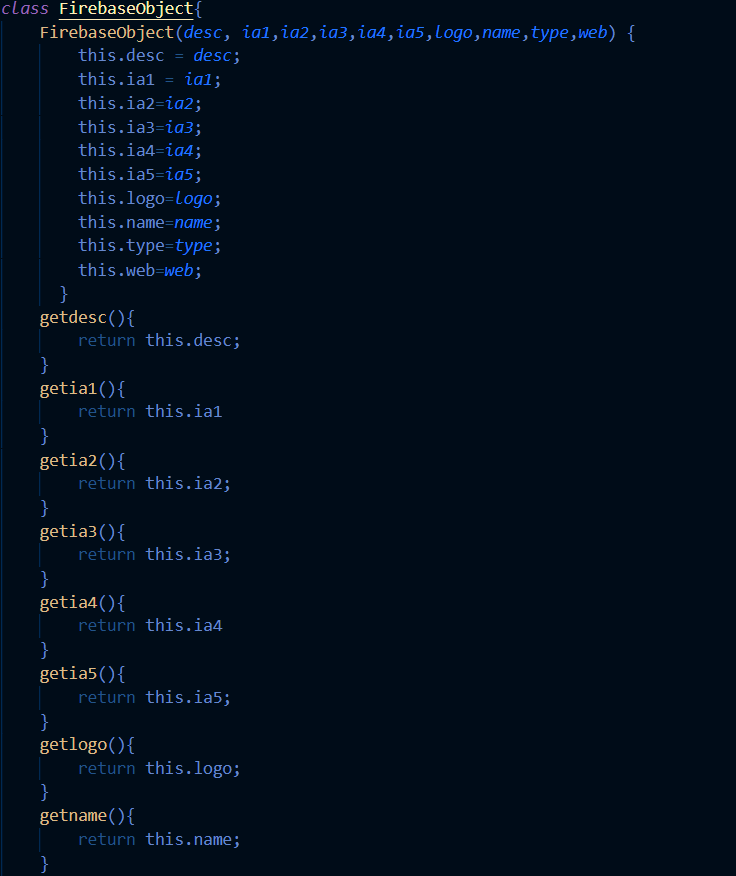 class FirebaseObject{
FirebaseObject(desc, ia1,ia2,ia3,ia4,ia5,logo,name,type,web) {
this.desc = desc;
this.ia1 = ia1;
this.ia2=ia2;
this.ia3=ia3;
this.ia4=ia4;
this.ia5=ia5;
this.logo=logo;
this.name=name;
this.type=type;
this.web=web;
}
getdesc(){
return this.desc;
}
getia1(){
return this.ia1
}
getia2(){
return this.ia2;
}
getia3(){
return this.ia3;
}
getia4(){
return this.ia4
}
getia5(){
return this.ia5;
}
getlogo(){
return this.logo;
}
getname(){
return this.name;
}